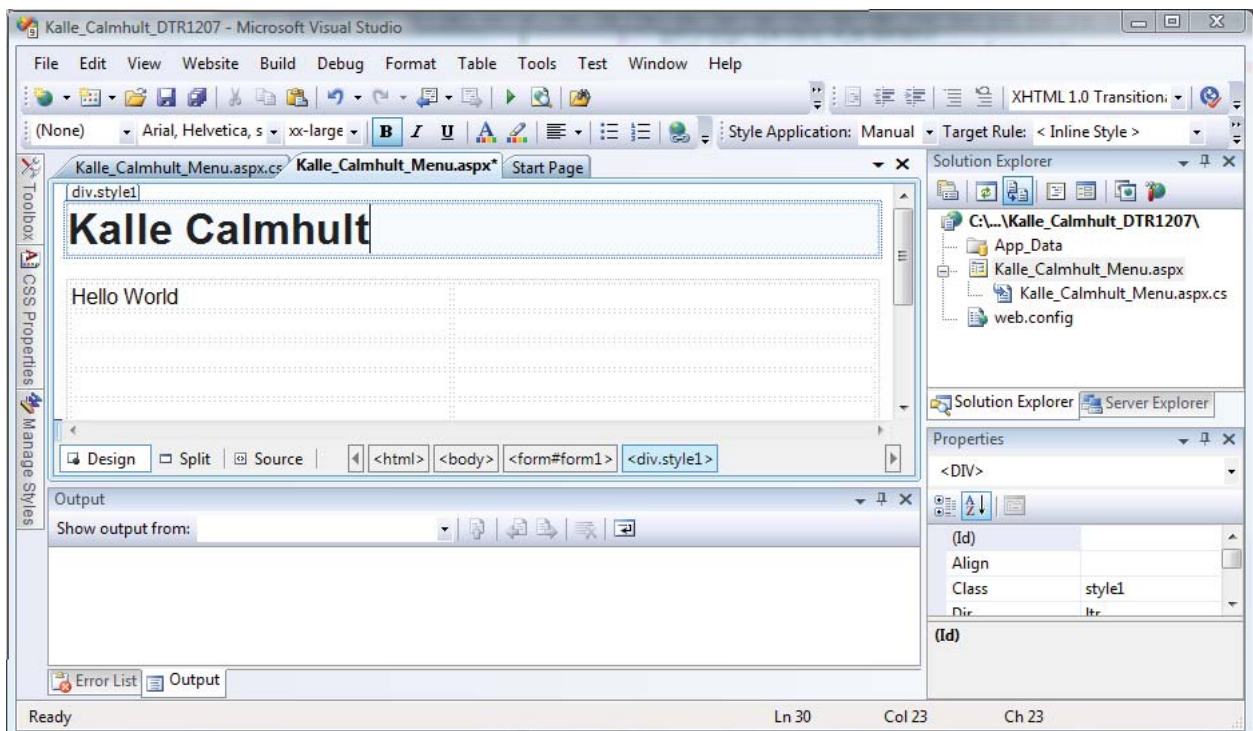 Kalle_Calmhult_DTR1207 - Microsoft Visual Studio
File Edit View Website Build Debug Format Table Tools Test Window Help
XHTML 1.0 Transition
(None) Arial, Helvetica, s xx-large B I U A Style Application: Manual Target Rule: < Inline Style >
Kalle_Calmhult_Menu.aspx.cs Kalle_Calmhult_Menu.aspx* Start Page
div.style1
Kalle Calmhult
Hello World
Design Split Source <html> <body> <form#form1> <div.style1>
Toolbox
CSS Properties
Manage Styles
Output
Show output from:
Error List Output
Solution Explorer
C:\...\Kalle_Calmhult_DTR1207\
App_Data
Kalle_Calmhult_Menu.aspx
Kalle_Calmhult_Menu.aspx.cs
web.config
Solution Explorer Server Explorer
Properties
<DIV>
(Id)
Align
Class style1
Dir ltr
(Id)
Ready Ln 30 Col 23 Ch 23